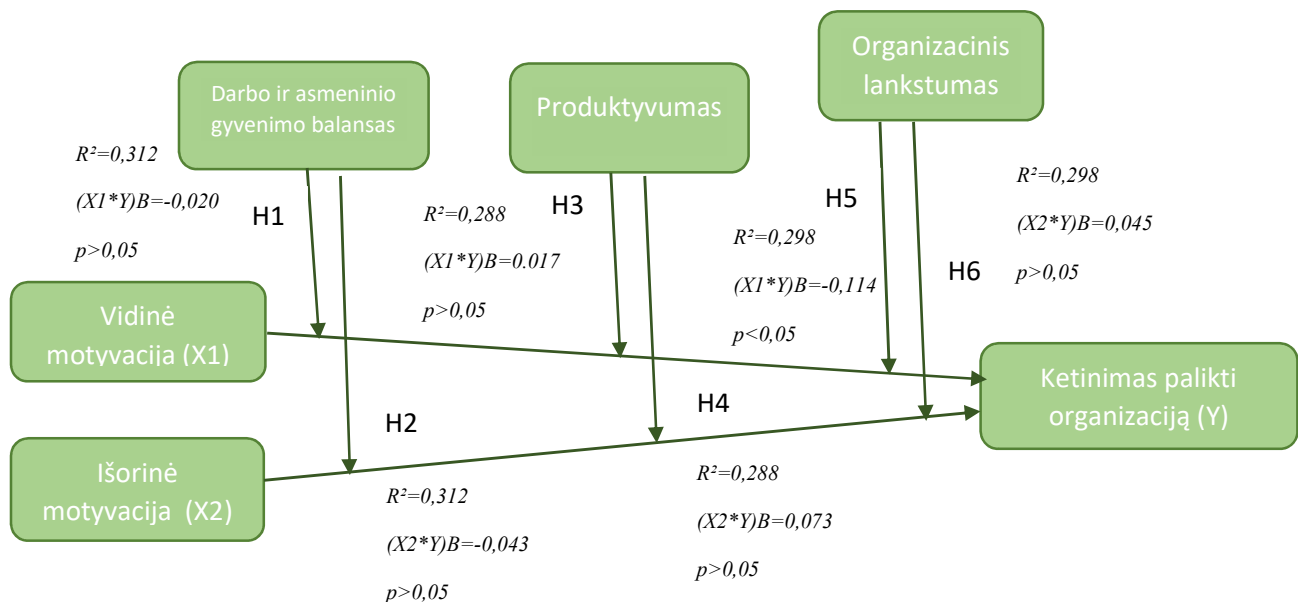 Organizacinis
lankstumas
Darbo ir asmeninio
gyvenimo balansas
Produktyvumas
R²=0,312
(X1*Y)B=-0,020
p>0,05
H1
R²=0,288
(X1*Y)B=0.017
p>0,05
H3
R²=0,298
(X1*Y)B=-0,114
p<0,05
H5
R²=0,298
(X2*Y)B=0,045
p>0,05
H6
Vidinė
motyvacija (X1)
Ketinimas palikti
organizaciją (Y)
H2
H4
Išorinė
motyvacija (X2)
R²=0,312
(X2*Y)B=-0,043
p>0,05
R²=0,288
(X2*Y)B=0,073
p>0,05